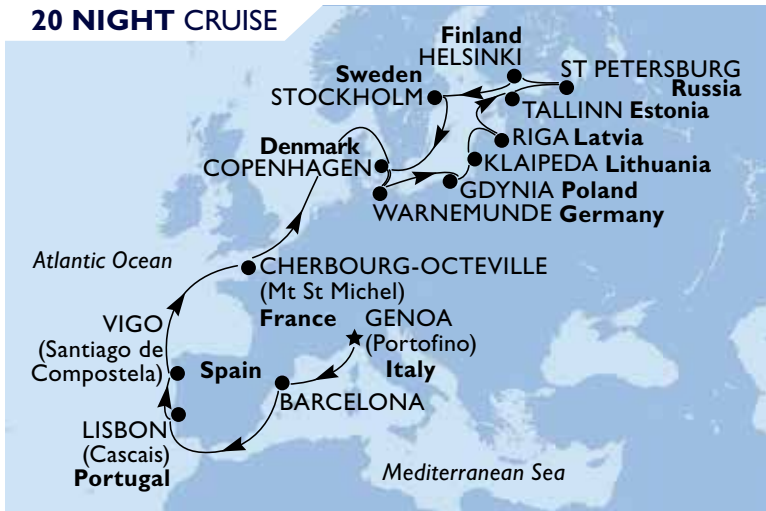 20 NIGHT CRUISE
Finland
HELSINKI
ST PETERSBURG
Russia
Sweden
STOCKHOLM
TALLINN Estonia
RIGA Latvia
Denmark
COPENHAGEN
KLAIPEDA Lithuania
GDYNIA Poland
WARNEMUNDE Germany
Atlantic Ocean
CHERBOURG-OCTEVILLE
(Mt St Michel)
France
GENOA
(Portofino)
Italy
VIGO
(Santiago de
Compostela)
Spain
BARCELONA
LISBON
(Cascais)
Portugal
Mediterranean Sea